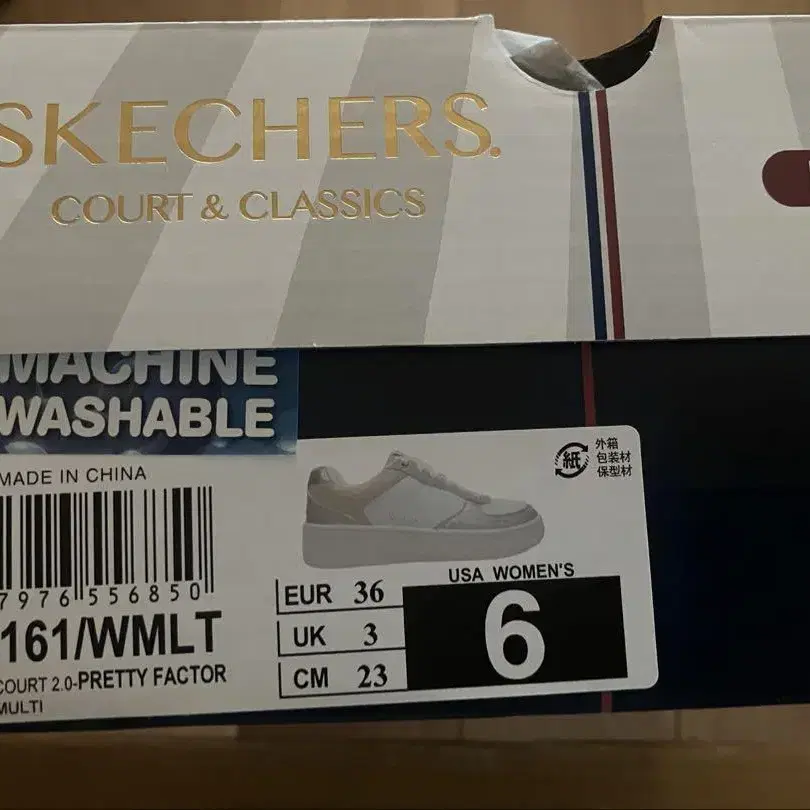 SKECHERS.
COURT & CLASSICS
MACHINE
WASHABLE
MADE IN CHINA
外箱
紙 包装材
保型材
7976 556850
161/WMLT
COURT 2.0-PRETTY FACTOR
MULTI
USA WOMEN'S
EUR 36
UK 3
CM 23
6